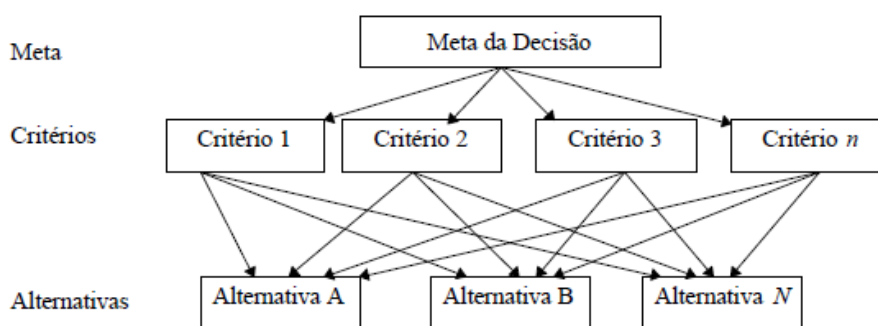 Meta
Meta da Decisão
Critérios
Critério 1
Critério 2
Critério 3
Critério n
Alternativas
Alternativa A
Alternativa B
Alternativa N